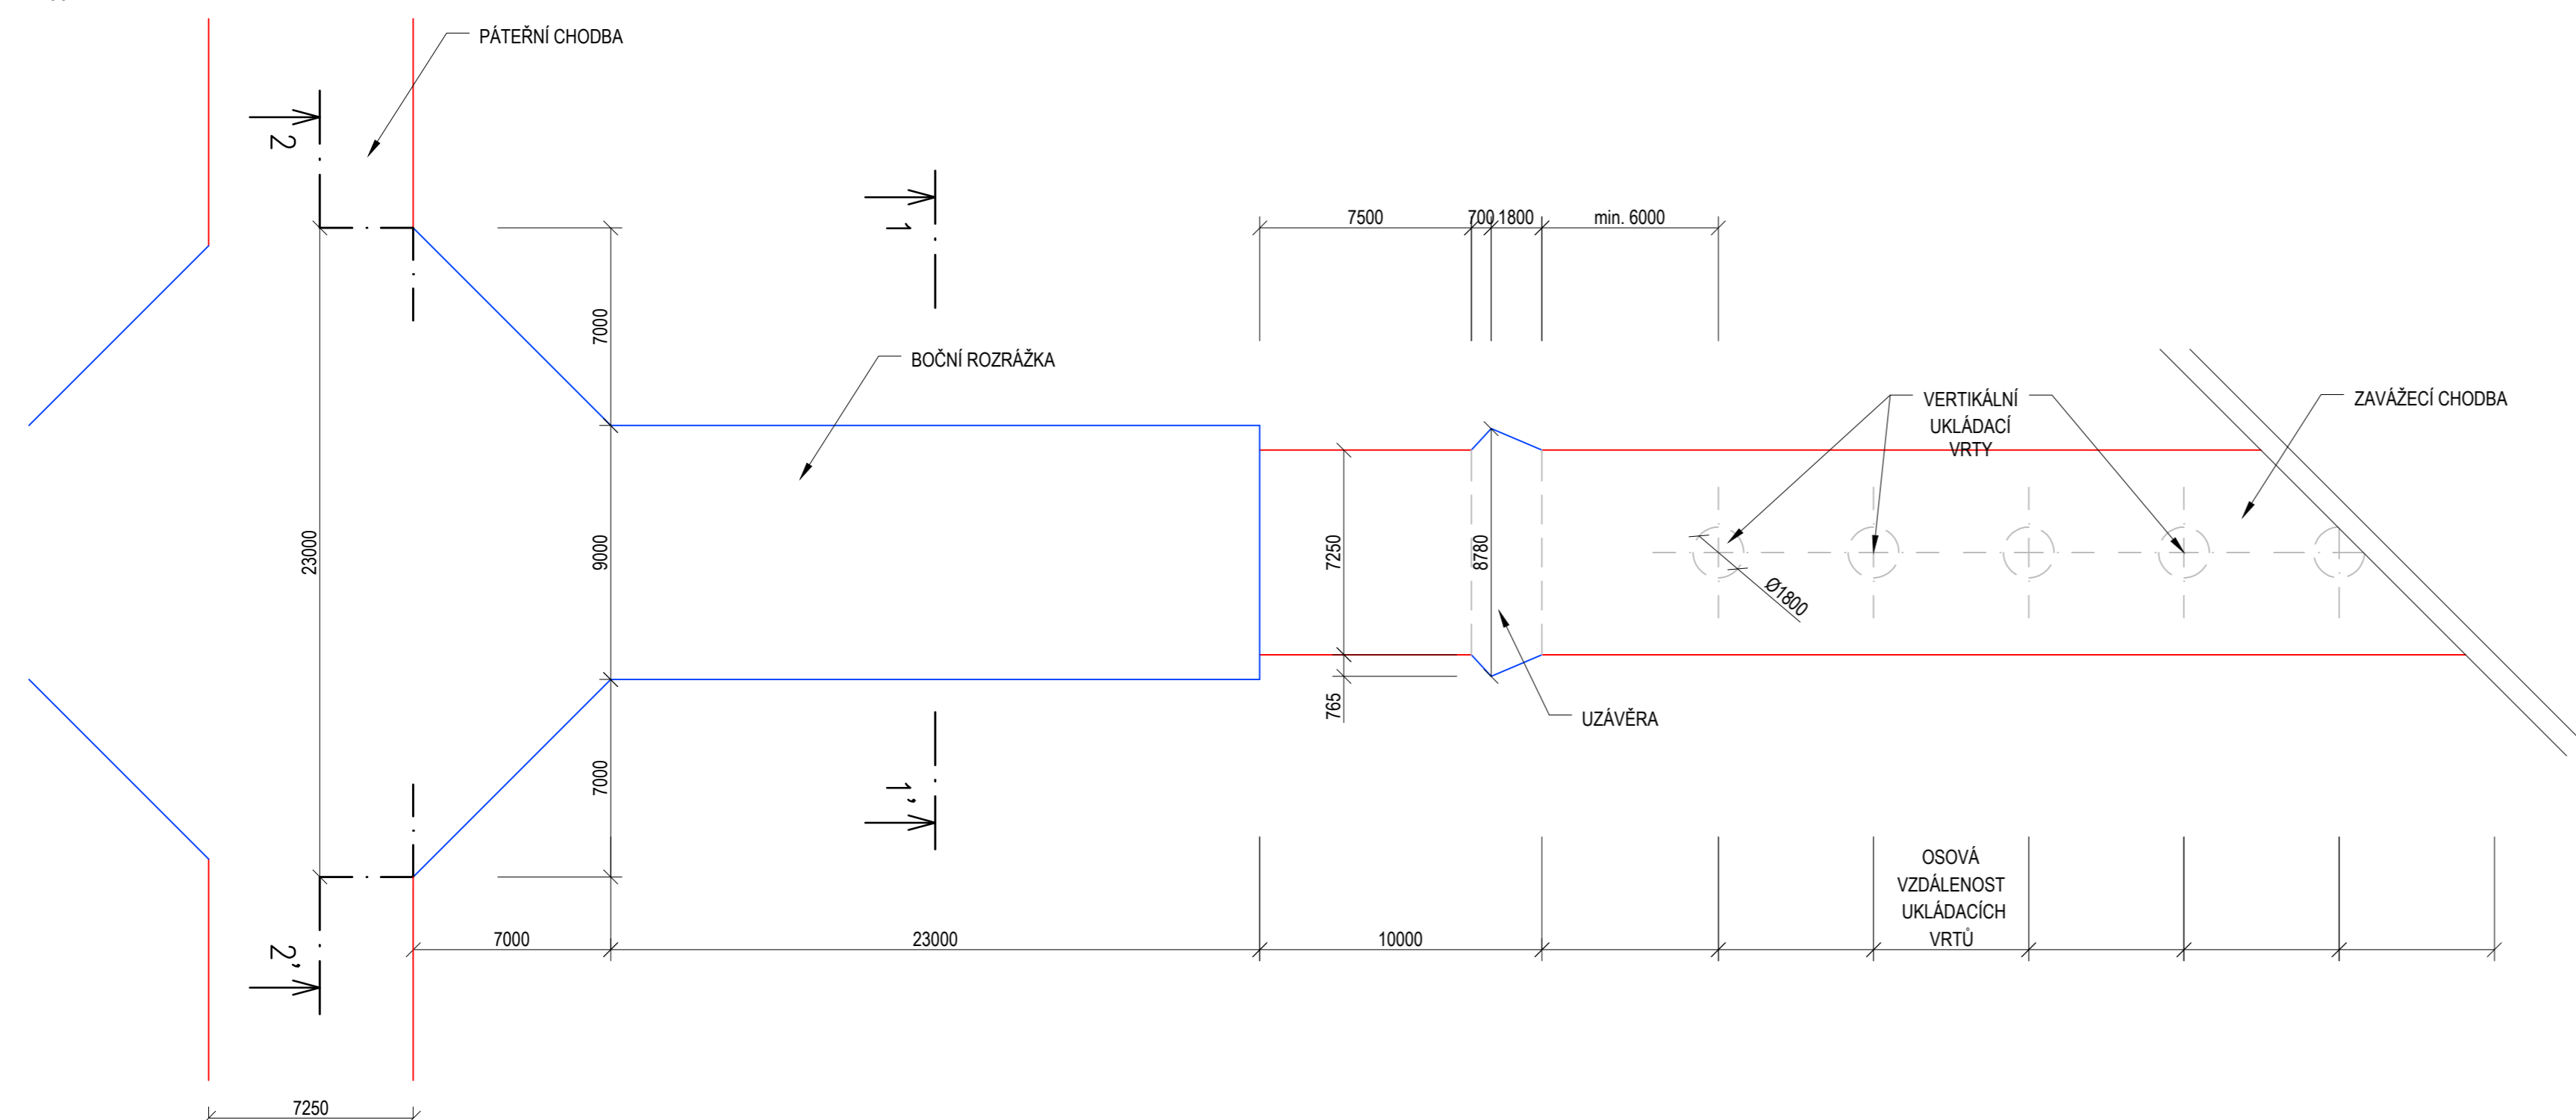 PÁTEŘNÍ CHODBA
2
1
7500
700
1800
min. 6000
7000
BOČNÍ ROZRÁŽKA
VERTIKÁLNÍ
UKLÁDACÍ
VRTY
ZAVÁŽECÍ CHODBA
23000
9000
7250
8780
Ø1800
765
UZÁVĚRA
7000
1'
OSOVÁ
VZDÁLENOST
UKLÁDACÍCH
VRTŮ
2'
7000
23000
10000
7250